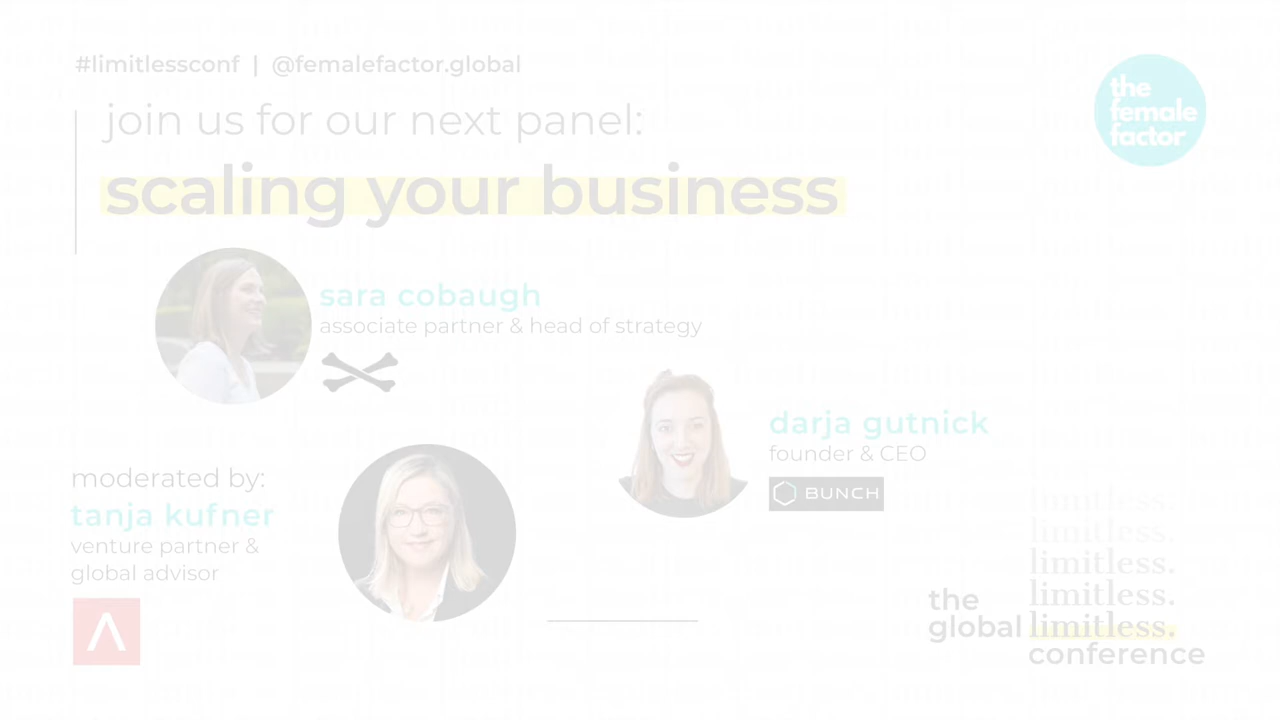 #limitlessconf | @femalefactor.global
join us for our next panel:
scaling your business
the
female
factor
sara cobaugh
associate partner & head of strategy
darja gutnick
founder & CEO
BUNCH
moderated by:
tanja kufner
venture partner &
global advisor
limitless.
limitless.
limitless.
limitless.
the
global limitless.
conference